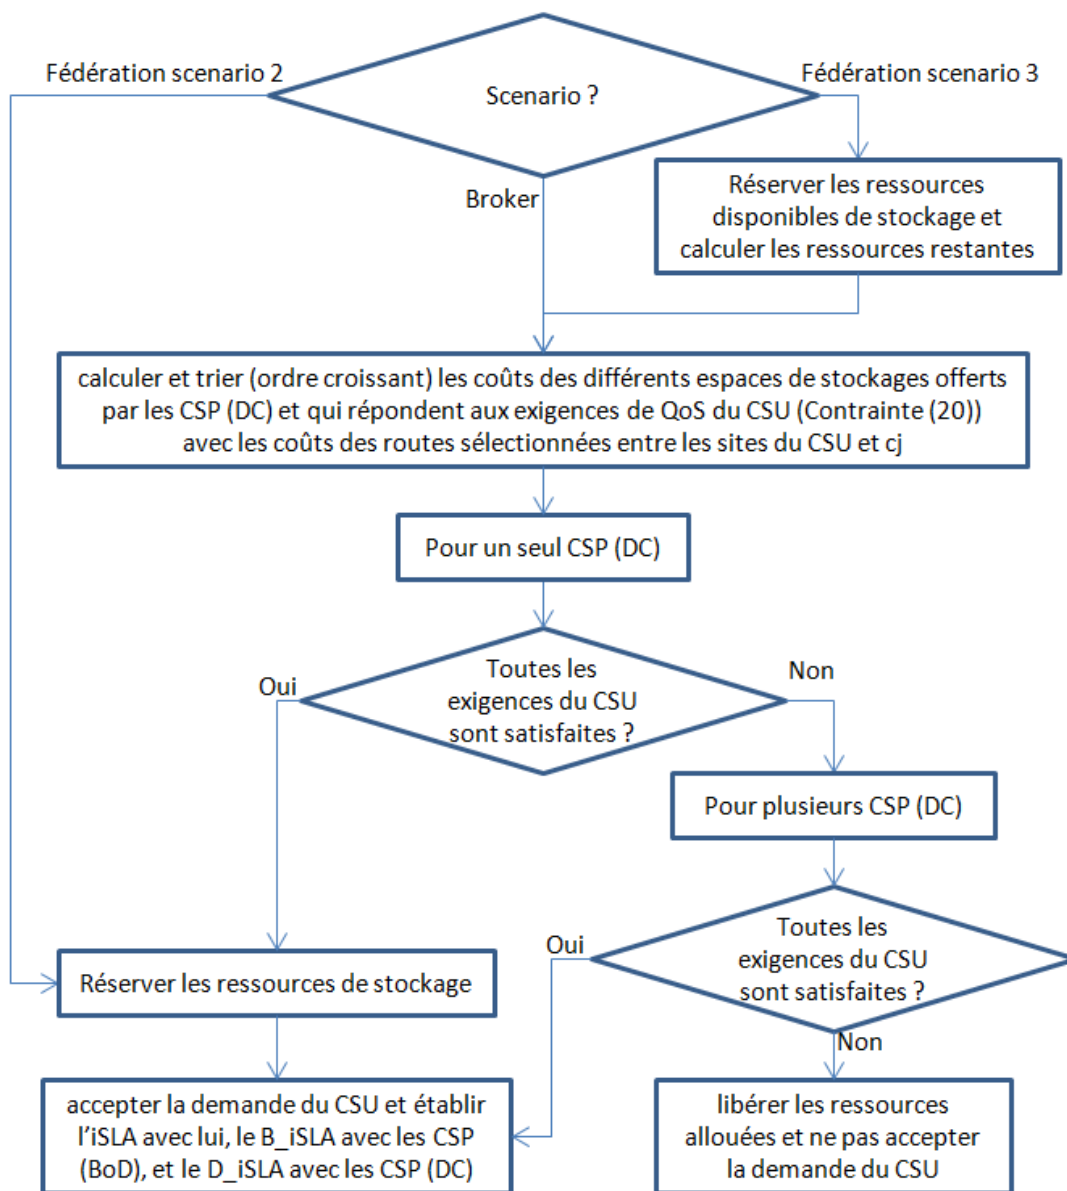 Fédération scenario 2
Scenario ?
Fédération scenario 3
Broker
Réserver les ressources
disponibles de stockage et
calculer les ressources restantes
calculer et trier (ordre croissant) les coûts des différents espaces de stockages offerts
par les CSP (DC) et qui répondent aux exigences de QoS du CSU (Contrainte (20))
avec les coûts des routes sélectionnées entre les sites du CSU et cj
Pour un seul CSP (DC)
Toutes les
exigences du CSU
sont satisfaites ?
Oui
Non
Pour plusieurs CSP (DC)
Toutes les
exigences du CSU
sont satisfaites ?
Oui
Non
Réserver les ressources de stockage
accepter la demande du CSU et établir
l'iSLA avec lui, le B_iSLA avec les CSP
(BoD), et le D_iSLA avec les CSP (DC)
libérer les ressources
allouées et ne pas accepter
la demande du CSU